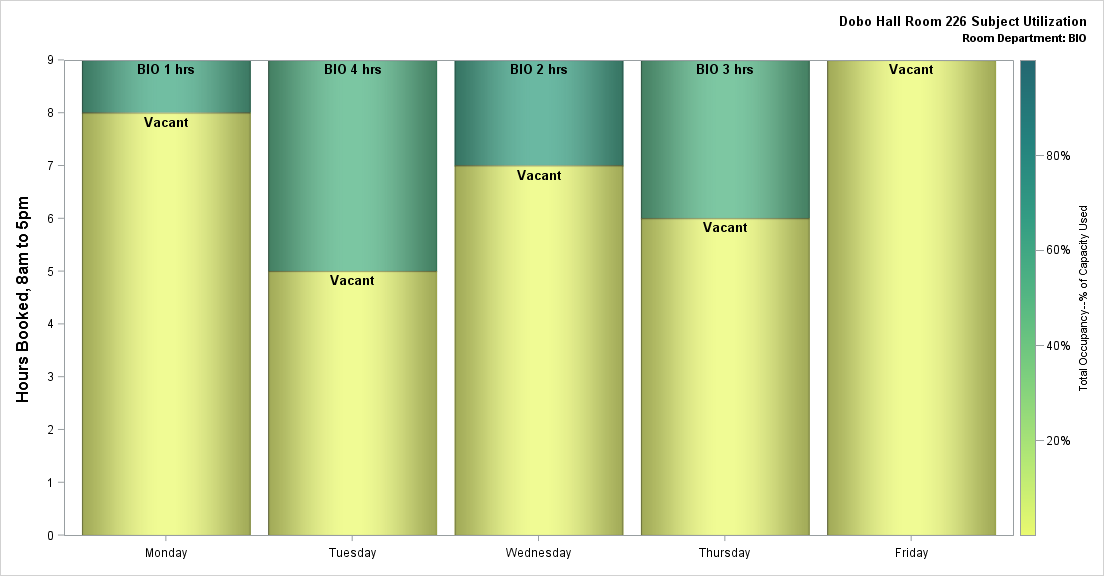 Dobo Hall Room 226 Subject Utilization
Room Department: BIO
Hours Booked, 8am to 5pm
9
8
7
6
5
4
3
2
1
0
BIO 1 hrs
Vacant
BIO 4 hrs
Vacant
BIO 2 hrs
Vacant
BIO 3 hrs
Vacant
Vacant
Monday
Tuesday
Wednesday
Thursday
Friday
80%
60%
40%
20%
Total Occupancy--% of Capacity Used